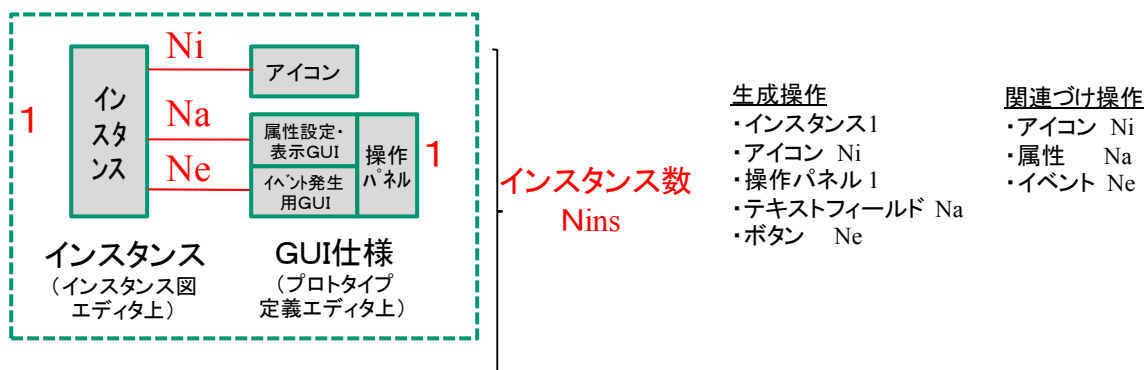 1
イン
スタ
ンス
Ni
Na
Ne
アイコン
属性設定・
表示GUI
イベント発生
用GUI
操作
パネル
1
インスタンス
（インスタンス図
エディタ上）
GUI仕様
（プロトタイプ
定義エディタ上）
インスタンス数
Nins
生成操作
・インスタンス1
・アイコン Ni
・操作パネル 1
・テキストフィールド Na
・ボタン Ne
関連づけ操作
・アイコン Ni
・属性 Na
・イベント Ne